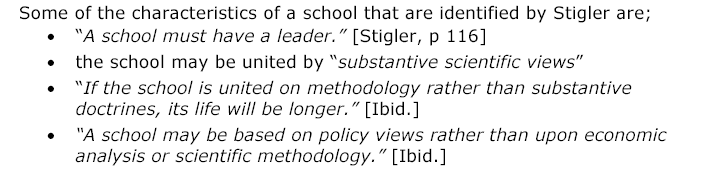 Some of the characteristics of a school that are identified by Stigler are;
• "A school must have a leader." [Stigler, p 116]
• the school may be united by "substantive scientific views"
• "If the school is united on methodology rather than substantive
doctrines, its life will be longer." [Ibid.]
• "A school may be based on policy views rather than upon economic
analysis or scientific methodology." [Ibid.]